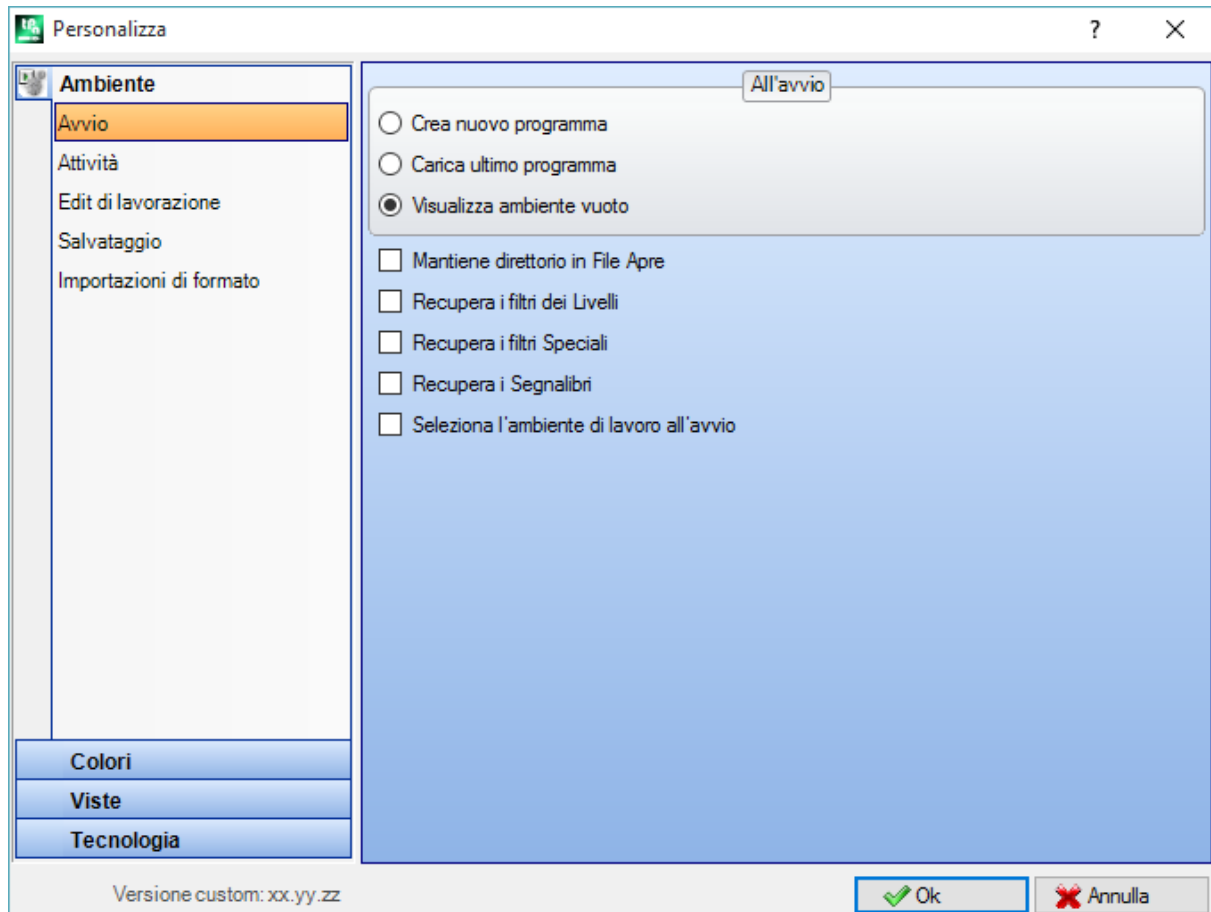 Personalizza
?
Ambiente
Avvio
Attività
Edit di lavorazione
Salvataggio
Importazioni di formato
Colori
Viste
Tecnologia
All'avvio
Crea nuovo programma
Carica ultimo programma
Visualizza ambiente vuoto
Mantiene direttorio in File Apre
Recupera i filtri dei Livelli
Recupera i filtri Speciali
Recupera i Segnalibri
Seleziona l'ambiente di lavoro all'avvio
Versione custom: xx.yy.zz
Ok
Annulla